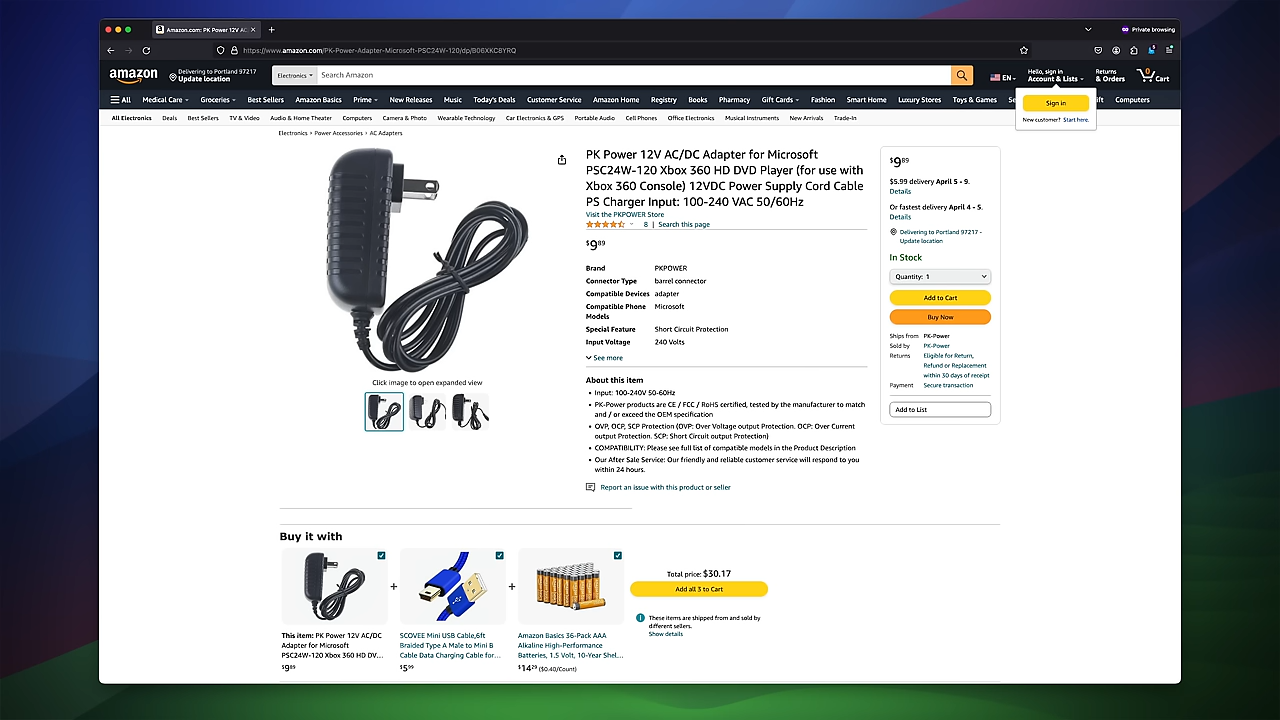 Amazon.com: PK Power 12V AC
Private browsing
https://www.amazon.com/PK-Power-Adapter-Microsoft-PSC24W-120/dp/B06XKC8YRQ
amazon
Delivering to Portland 97217
Update location
Electronics
Search Amazon
EN
Hello, sign in
Account & Lists
Returns
& Orders
0
Cart
All
Medical Care
Groceries
Best Sellers
Amazon Basics
Prime
New Releases
Music
Today's Deals
Customer Service
Amazon Home
Registry
Books
Pharmacy
Gift Cards
Fashion
Smart Home
Luxury Stores
Toys & Games
Computers
Sign in
New customer? Start here.
All Electronics
Deals
Best Sellers
TV & Video
Audio & Home Theater
Computers
Camera & Photo
Wearable Technology
Car Electronics & GPS
Portable Audio
Cell Phones
Office Electronics
Musical Instruments
New Arrivals
Trade-In
Electronics › Power Accessories › AC Adapters
Click image to open expanded view
PK Power 12V AC/DC Adapter for Microsoft
PSC24W-120 Xbox 360 HD DVD Player (for use with
Xbox 360 Console) 12VDC Power Supply Cord Cable
PS Charger Input: 100-240 VAC 50/60Hz
Visit the PKPOWER Store
8 | Search this page
$9.89
Brand PKPOWER
Connector Type barrel connector
Compatible Devices adapter
Compatible Phone Microsoft
Models
Special Feature Short Circuit Protection
Input Voltage 240 Volts
See more
About this item
• Input: 100-240V 50-60Hz
• PK-Power products are CE / FCC / RoHS certified, tested by the manufacturer to match
and / or exceed the OEM specification
• OVP, OCP, SCP Protection (OVP: Over Voltage output Protection. OCP: Over Current
output Protection. SCP: Short Circuit output Protection)
• COMPATIBILITY: Please see full list of compatible models in the Product Description
• Our After Sale Service: Our friendly and reliable customer service will respond to you
within 24 hours.
Report an issue with this product or seller
$9.89
$5.99 delivery April 5 - 9.
Details
Or fastest delivery April 4 - 5.
Details
Delivering to Portland 97217 -
Update location
In Stock
Quantity: 1
Add to Cart
Buy Now
Ships from PK-Power
Sold by PK-Power
Returns Eligible for Return,
Refund or Replacement
within 30 days of receipt
Payment Secure transaction
Add to List
Buy it with
This item: PK Power 12V AC/DC
Adapter for Microsoft
PSC24W-120 Xbox 360 HD DV...
$9.89
+
SCOVEE Mini USB Cable,6ft
Braided Type A Male to Mini B
Cable Data Charging Cable for...
$5.99
+
Amazon Basics 36-Pack AAA
Alkaline High-Performance
Batteries, 1.5 Volt, 10-Year Shel...
$14.29 ($0.40/Count)
Total price: $30.17
Add all 3 to Cart
These items are shipped from and sold by
different sellers.
Show details